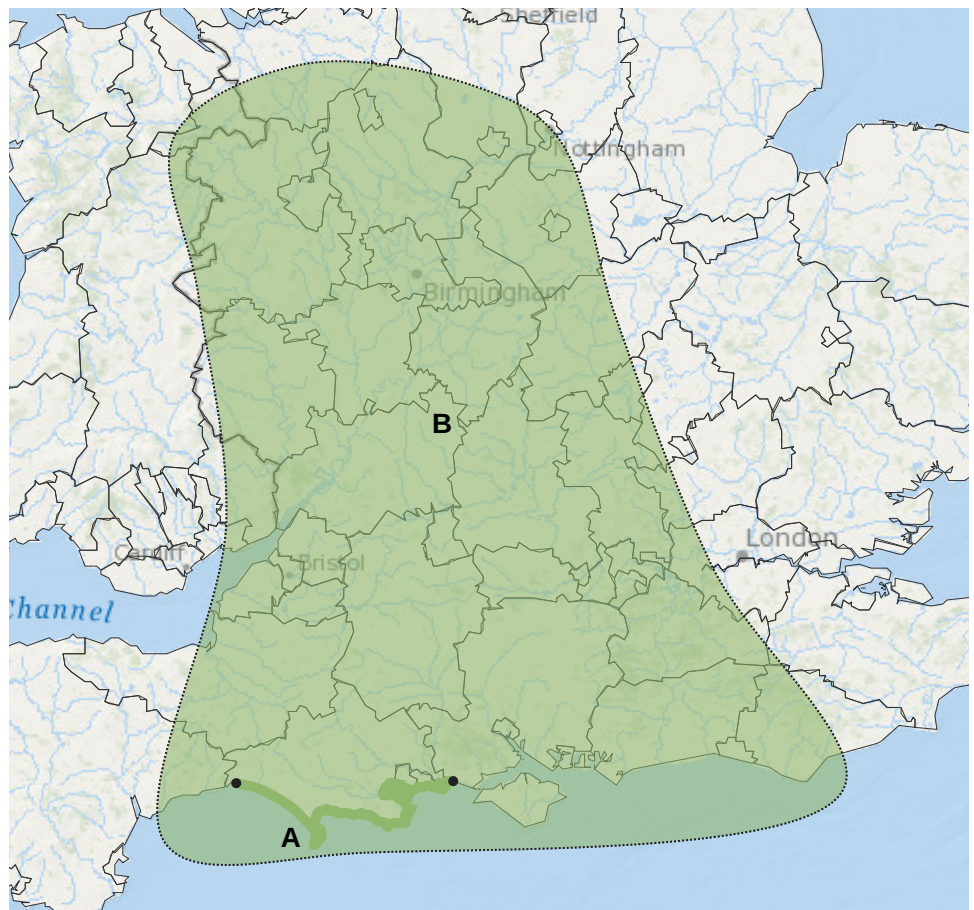 Sheffield
Nottingham
Birmingham
B
London
Cardiff
Bristol
Channel
A